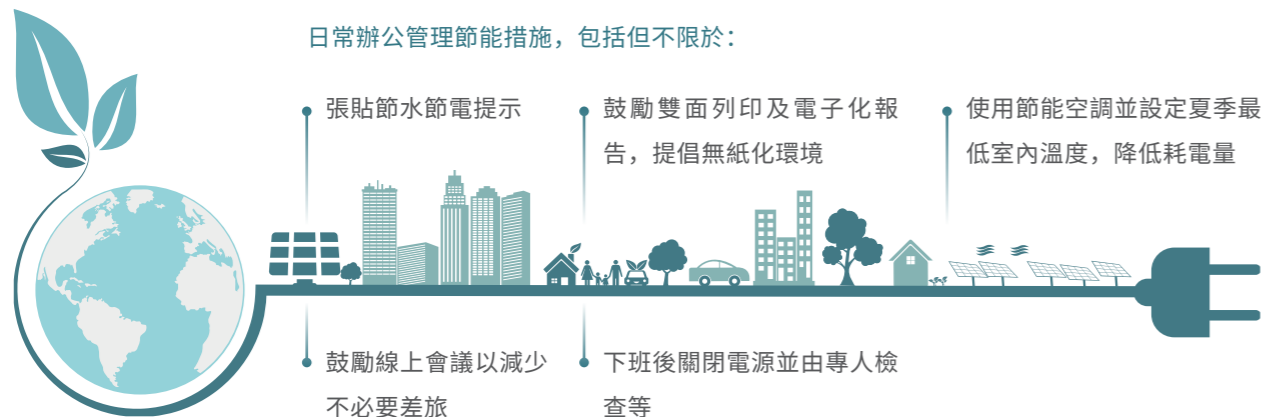 日常辦公管理節能措施，包括但不限於：
張貼節水節電提示
鼓勵雙面列印及電子化報
告，提倡無紙化環境
使用節能空調並設定夏季最
低室內溫度，降低耗電量
鼓勵線上會議以減少
不必要差旅
下班後關閉電源並由專人檢
查等